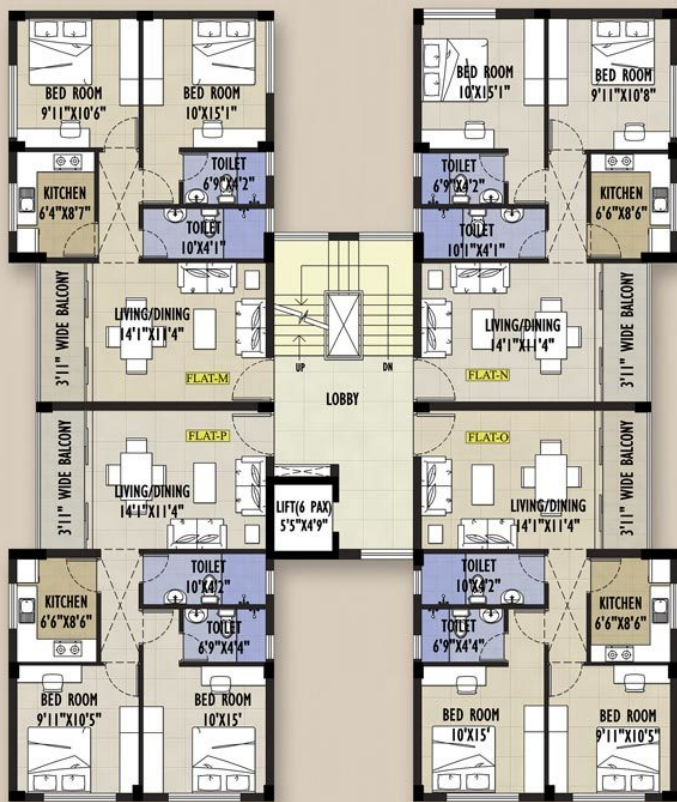 BED ROOM
9'11"X10'6"
BED ROOM
10'X15'1"
TOILET
6'9"X4'2"
KITCHEN
6'4"X8'7"
TOILET
10'X4'1"
3'11" WIDE BALCONY
LIVING/DINING
14'1"X11'4"
FLAT-M
BED ROOM
10'X15'1"
BED ROOM
9'11"X10'8"
TOILET
6'9"X4'2"
KITCHEN
6'6"X8'6"
TOILET
10'1"X4'1"
LIVING/DINING
14'1"X11'4"
3'11" WIDE BALCONY
FLAT-N
UP
DN
LOBBY
LIFT(6 PAX)
5'5"X4'9"
FLAT-P
3'11" WIDE BALCONY
LIVING/DINING
14'1"X11'4"
TOILET
10'X4'2"
KITCHEN
6'6"X8'6"
TOILET
6'9"X4'4"
BED ROOM
9'11"X10'5"
BED ROOM
10'X15'
FLAT-O
LIVING/DINING
14'1"X11'4"
3'11" WIDE BALCONY
TOILET
10'X4'2"
KITCHEN
6'6"X8'6"
TOILET
6'9"X4'4"
BED ROOM
10'X15'
BED ROOM
9'11"X10'5"